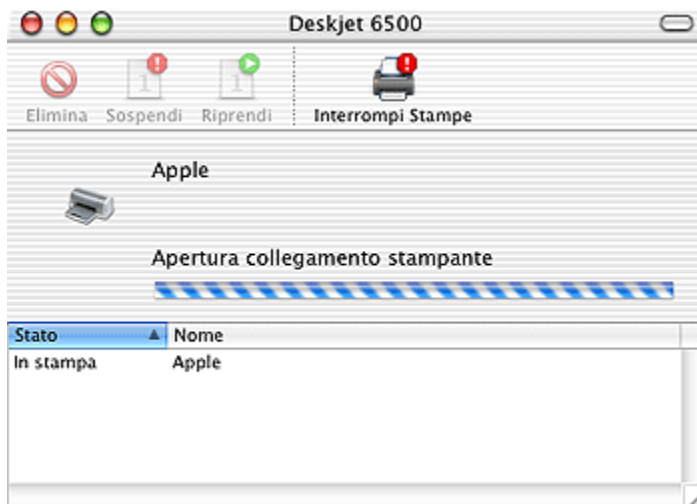 Deskjet 6500
Elimina Sospendi Riprendi Interrompi Stampe
Apple
Apertura collegamento stampante
Stato Nome
In stampa Apple